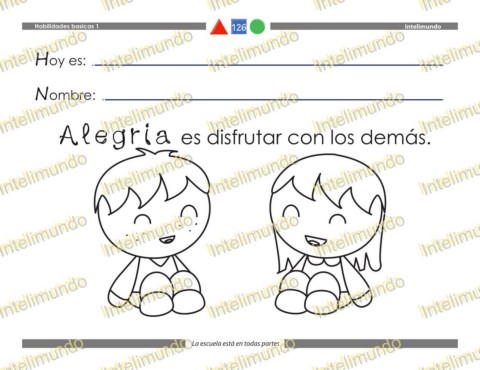 Habilidades basicas 1 126 Intelimundo
Hoy es:
Nombre:
Alegria es disfrutar con los demás.
La escuela está en todas partes